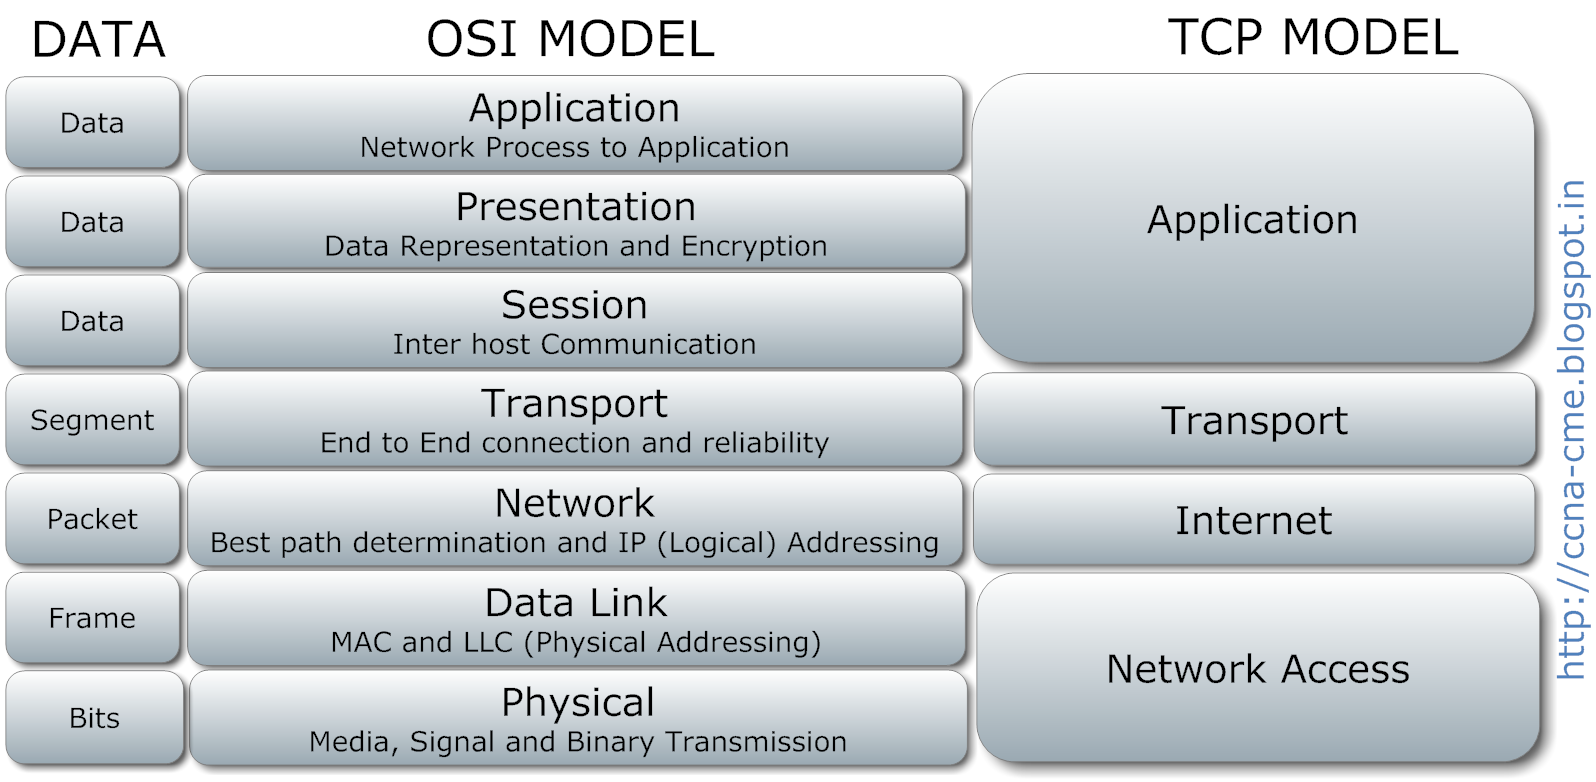 DATA
OSI MODEL
TCP MODEL
Data
Application
Network Process to Application
Data
Presentation
Data Representation and Encryption
Data
Session
Inter host Communication
Application
Segment
Transport
End to End connection and reliability
Transport
Packet
Network
Best path determination and IP (Logical) Addressing
Internet
Frame
Data Link
MAC and LLC (Physical Addressing)
Bits
Physical
Media, Signal and Binary Transmission
Network Access
http://ccna-cme.blogspot.in